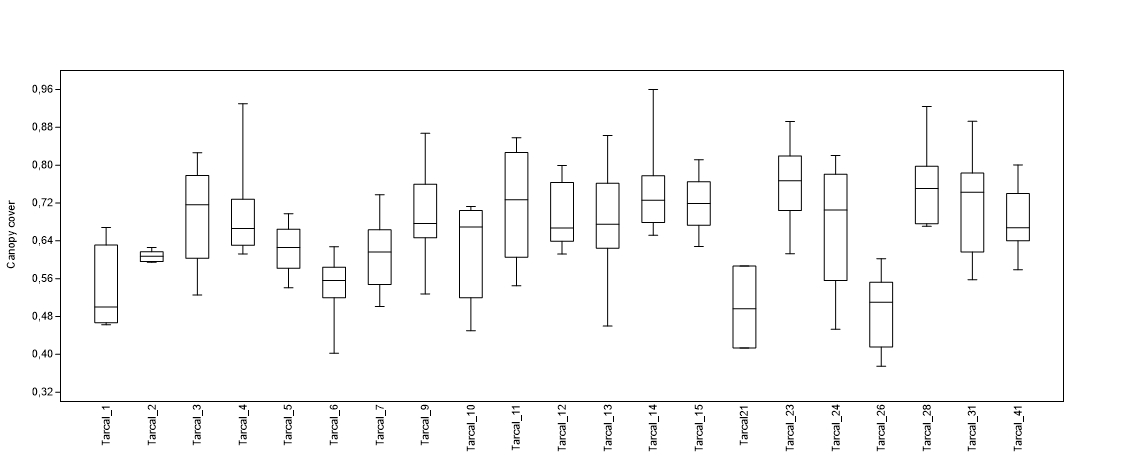 Canopy cover
0,96
0,88
0,80
0,72
0,64
0,56
0,48
0,40
0,32
Tarcal_1
Tarcal_2
Tarcal_3
Tarcal_4
Tarcal_5
Tarcal_6
Tarcal_7
Tarcal_9
Tarcal_10
Tarcal_11
Tarcal_12
Tarcal_13
Tarcal_14
Tarcal_15
Tarcal21
Tarcal_23
Tarcal_24
Tarcal_26
Tarcal_28
Tarcal_31
Tarcal_41